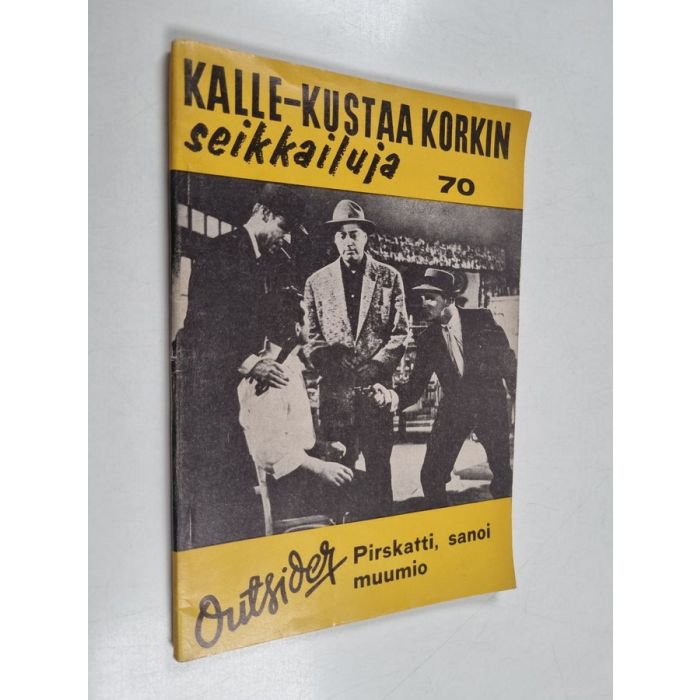 KALLE-KUSTAA KORKIN
seikkailuja
70
Outsider
Pirskatti, sanoi
muumio